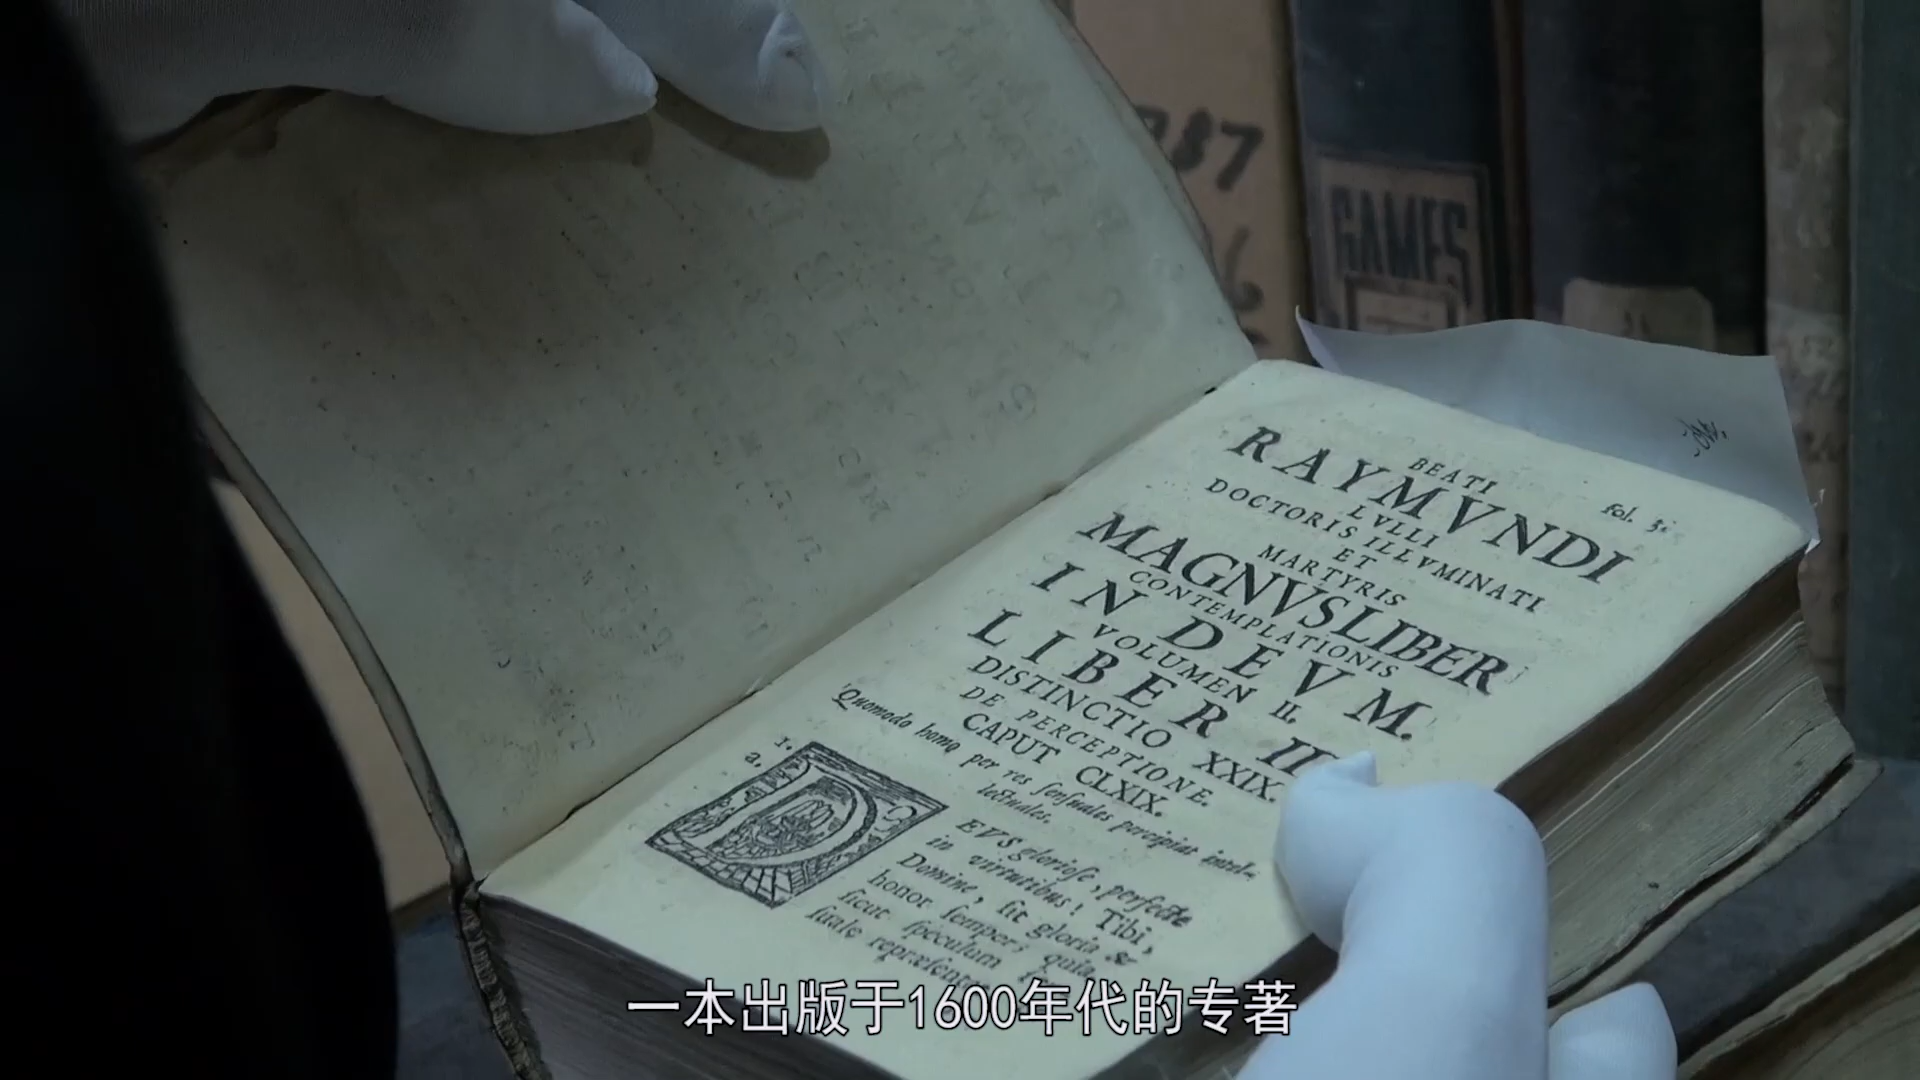 87
GAMES
BEATI
RAYMVNDI
LVLLI
DOCTORIS ILLVMINATI
ET
MARTYRIS
MAGNVS LIBER
CONTEMPLATIONIS
IN DEVM.
VOLUMEN II.
LIBER
DISTINCTIO XXIX.
DE PERCEPTIONE.
CAPUT CLXIX.
Quomodo homo per res ſenſuales percipiat intel-
lectuales.
1.
a.
EVS glorioſe, perfecte
in virtutibus! Tibi,
Domine, ſit gloria &
honor ſemper; quia
ſicut ſpeculum
fol. 3
一本出版于1600年代的专著